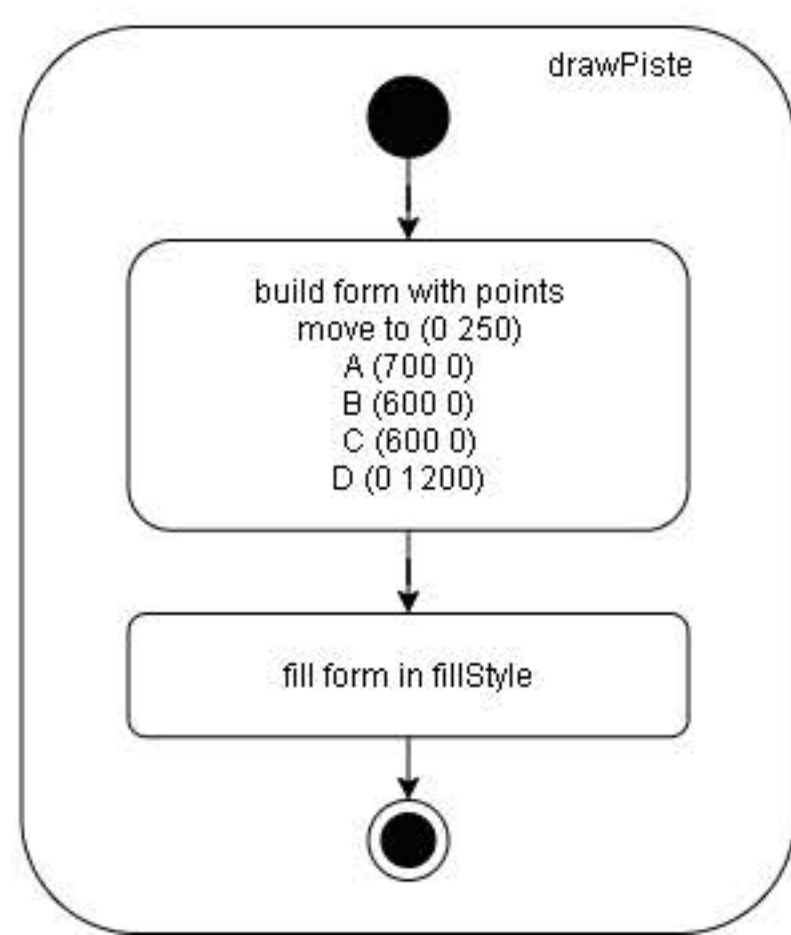 drawPiste
build form with points
move to (0 250)
A (700 0)
B (600 0)
C (600 0)
D (0 1200)
fill form in fillStyle